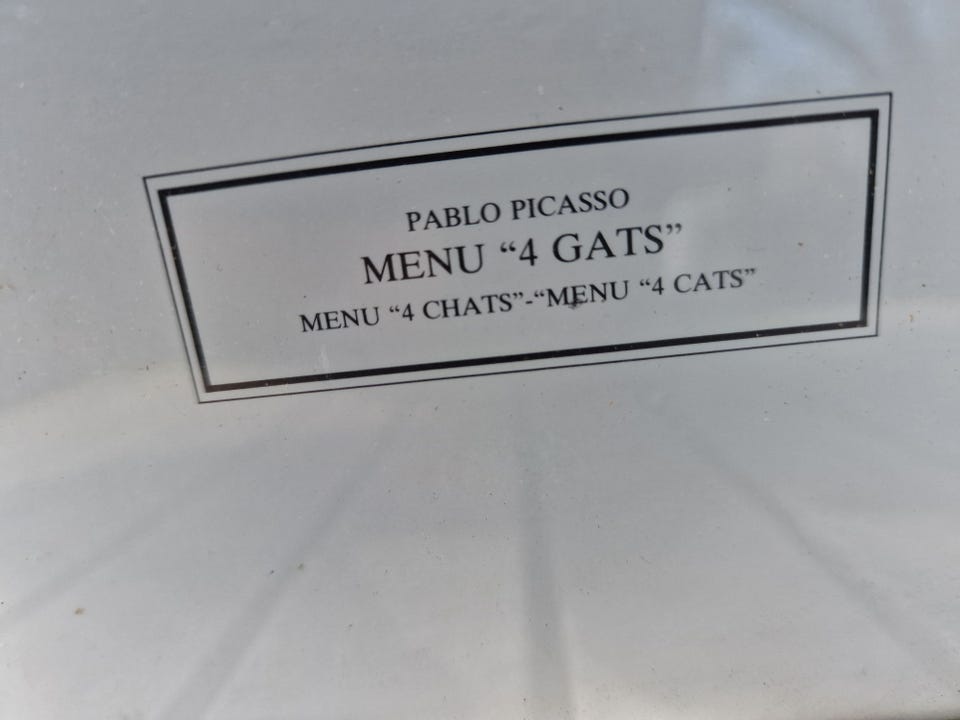 PABLO PICASSO
MENU “4 GATS”
MENU “4 CHATS”-“MENU “4 CATS”